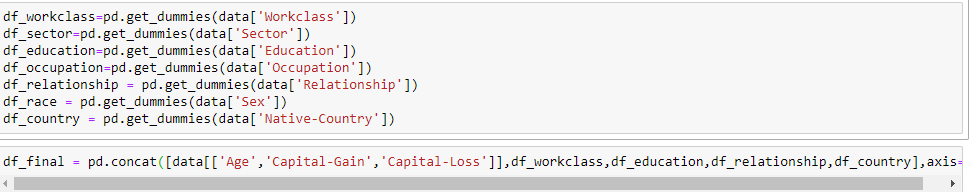 df_workclass=pd.get_dummies(data['Workclass'])
df_sector=pd.get_dummies(data['Sector'])
df_education=pd.get_dummies(data['Education'])
df_occupation=pd.get_dummies(data['Occupation'])
df_relationship = pd.get_dummies(data['Relationship'])
df_race = pd.get_dummies(data['Sex'])
df_country = pd.get_dummies(data['Native-Country'])
df_final = pd.concat([data[['Age','Capital-Gain','Capital-Loss']],df_workclass,df_education,df_relationship,df_country],axis=